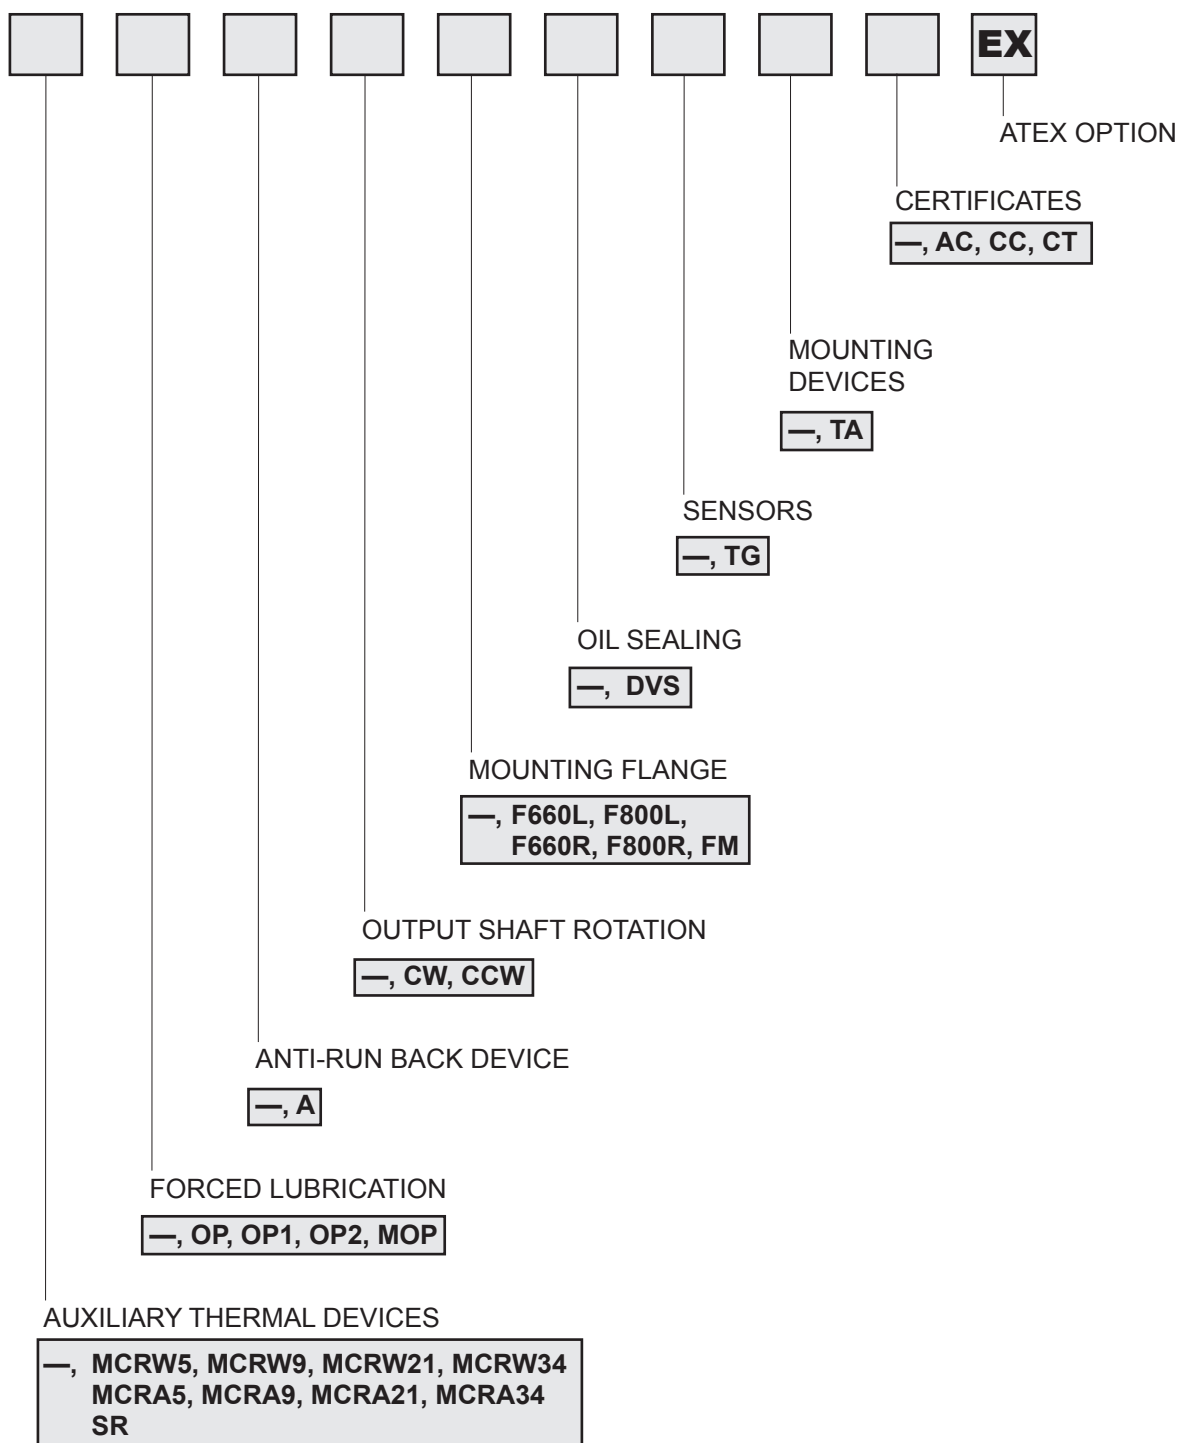 EX
ATEX OPTION
CERTIFICATES
—, AC, CC, CT
MOUNTING
DEVICES
—, TA
SENSORS
—, TG
OIL SEALING
—, DVS
MOUNTING FLANGE
—, F660L, F800L,
F660R, F800R, FM
OUTPUT SHAFT ROTATION
—, CW, CCW
ANTI-RUN BACK DEVICE
—, A
FORCED LUBRICATION
—, OP, OP1, OP2, MOP
AUXILIARY THERMAL DEVICES
—, MCRW5, MCRW9, MCRW21, MCRW34
MCRA5, MCRA9, MCRA21, MCRA34
SR